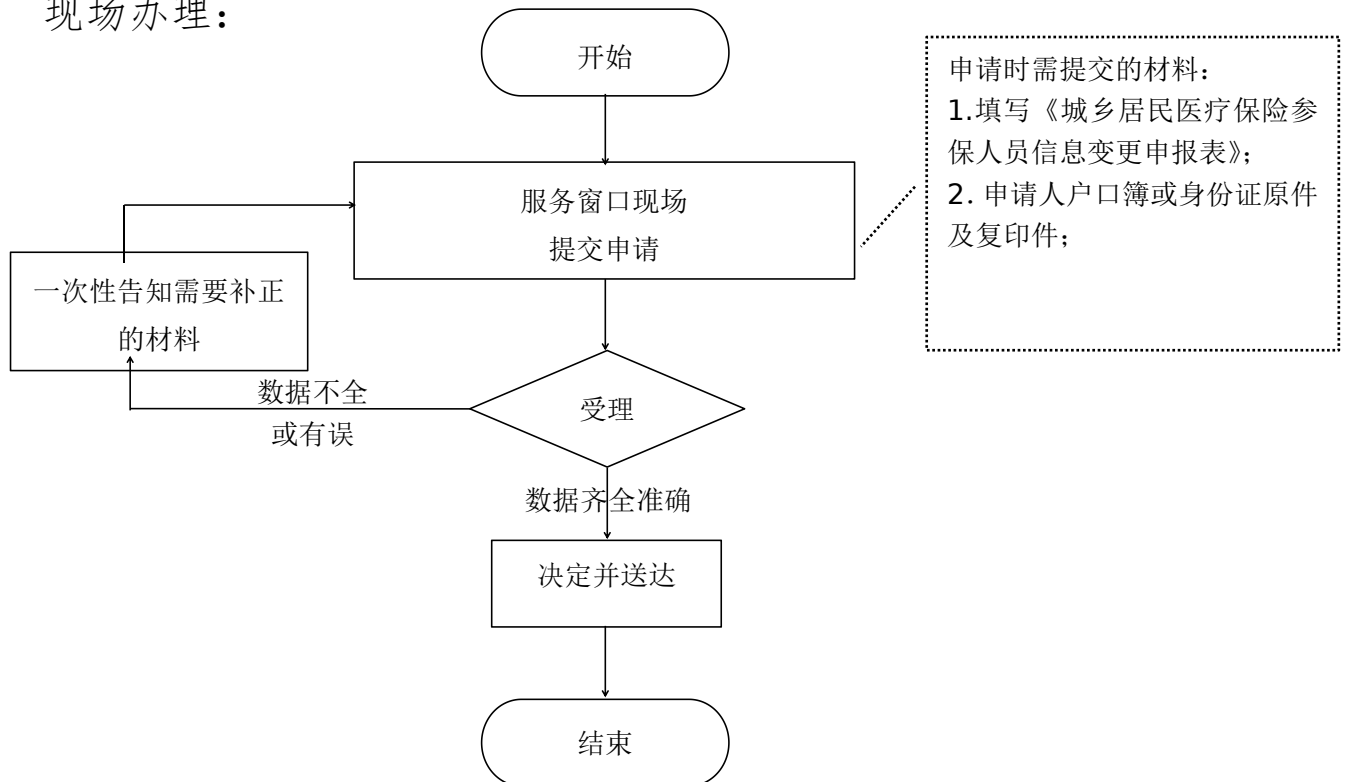 现场办理：
开始
申请时需提交的材料：
1.填写《城乡居民医疗保险参
保人员信息变更申报表》；
2. 申请人户口簿或身份证原件
及复印件；
服务窗口现场
提交申请
一次性告知需要补正
的材料
数据不全
或有误
受理
数据齐全准确
决定并送达
结束